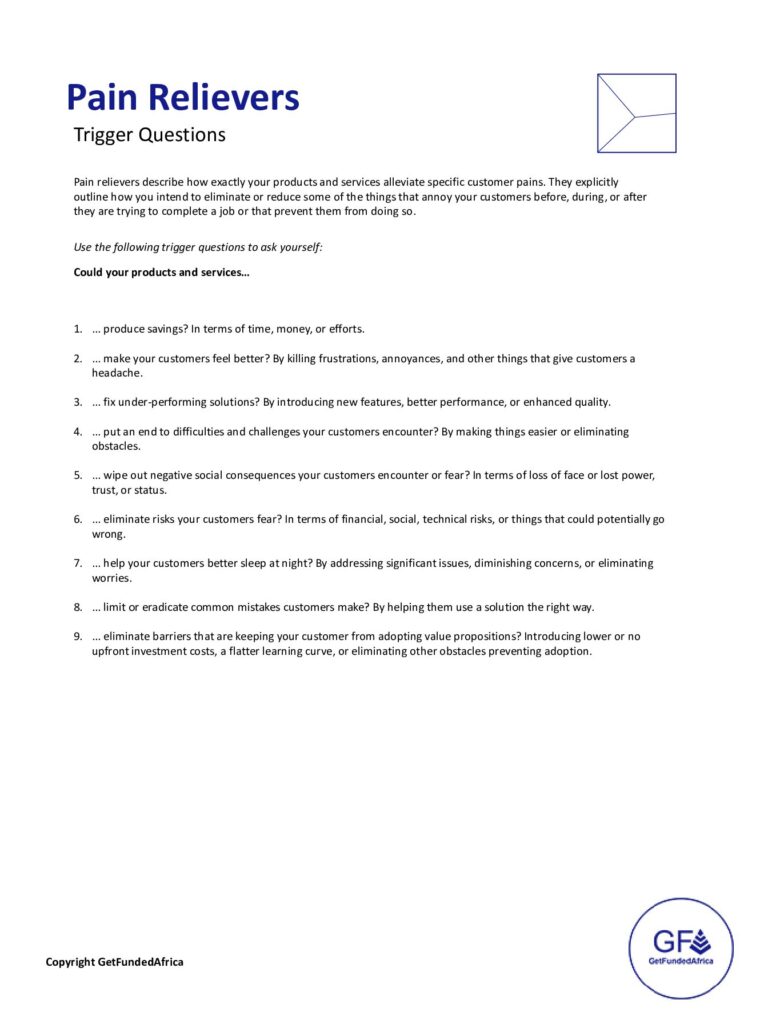 Pain Relievers
Trigger Questions
Pain relievers describe how exactly your products and services alleviate specific customer pains. They explicitly
outline how you intend to eliminate or reduce some of the things that annoy your customers before, during, or after
they are trying to complete a job or that prevent them from doing so.
Use the following trigger questions to ask yourself:
Could your products and services…
1. … produce savings? In terms of time, money, or efforts.
2. … make your customers feel better? By killing frustrations, annoyances, and other things that give customers a
headache.
3. … fix under-performing solutions? By introducing new features, better performance, or enhanced quality.
4. … put an end to difficulties and challenges your customers encounter? By making things easier or eliminating
obstacles.
5. … wipe out negative social consequences your customers encounter or fear? In terms of loss of face or lost power,
trust, or status.
6. … eliminate risks your customers fear? In terms of financial, social, technical risks, or things that could potentially go
wrong.
7. … help your customers better sleep at night? By addressing significant issues, diminishing concerns, or eliminating
worries.
8. … limit or eradicate common mistakes customers make? By helping them use a solution the right way.
9. … eliminate barriers that are keeping your customer from adopting value propositions? Introducing lower or no
upfront investment costs, a flatter learning curve, or eliminating other obstacles preventing adoption.
Copyright GetFundedAfrica
GF
GetFundedAfrica